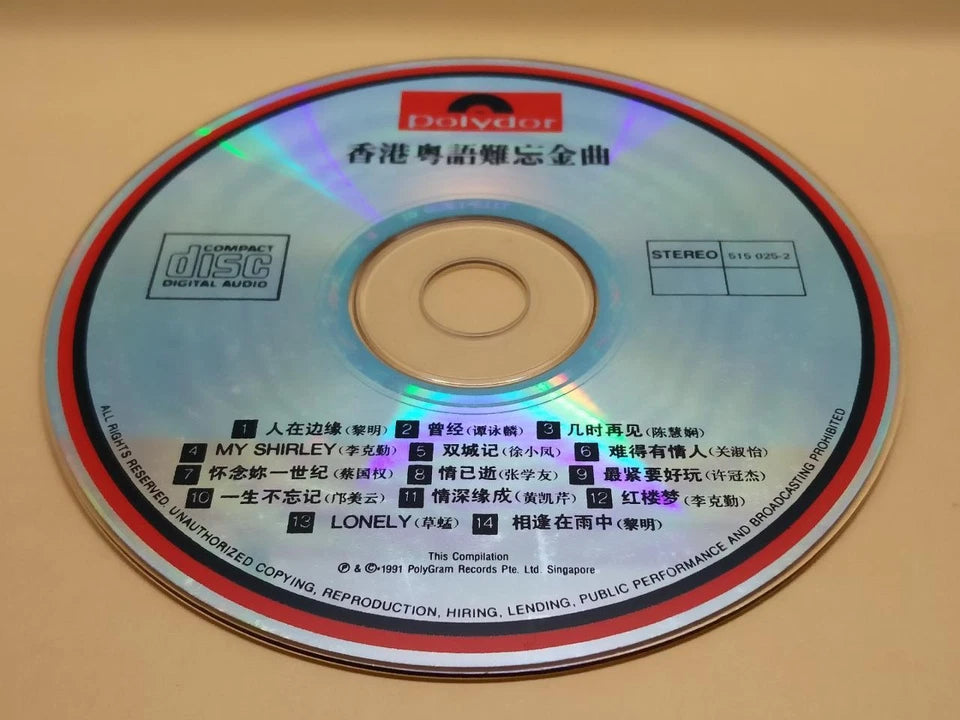 polydor
香港粤語難忘金曲
COMPACT
disc
DIGITAL AUDIO
STEREO 515 025-2
1 人在边缘(黎明) 2 曾经(谭咏麟) 3 几时再见(陈慧娴)
4 MY SHIRLEY(李克勤) 5 双城记(徐小凤) 6 难得有情人(关淑怡)
7 怀念妳一世纪(蔡国权) 8 情已逝(张学友) 9 最紧要好玩(许冠杰)
10 一生不忘记(邝美云) 11 情深缘成(黄凯芹) 12 红楼梦(李克勤)
13 LONELY(草蜢) 14 相逢在雨中(黎明)
This Compilation
Ⓟ & ©•1991 PolyGram Records Pte. Ltd. Singapore
ALL RIGHTS RESERVED. UNAUTHORIZED COPYING, REPRODUCTION, HIRING, LENDING, PUBLIC PERFORMANCE AND BROADCASTING PROHIBITED